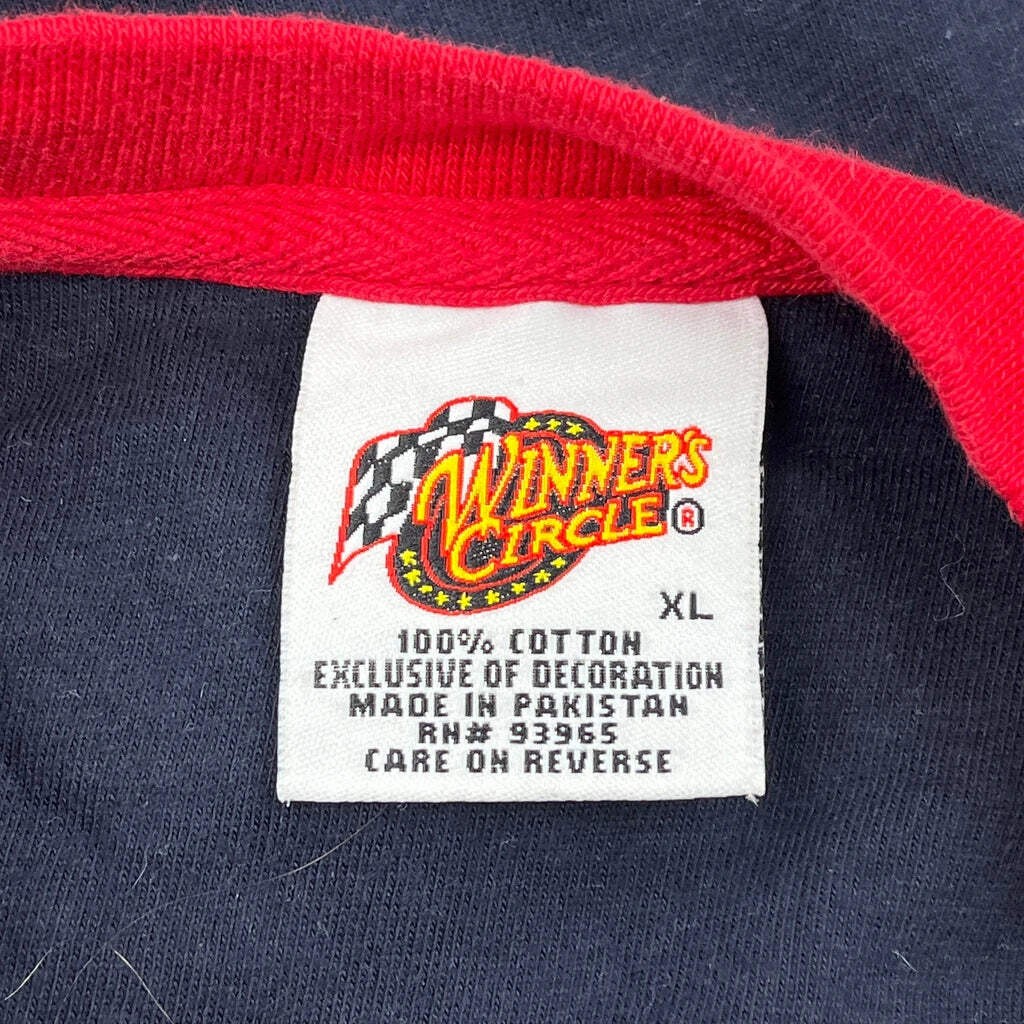 WINNER'S
CIRCLE ®
XL
100% COTTON
EXCLUSIVE OF DECORATION
MADE IN PAKISTAN
RN# 93965
CARE ON REVERSE